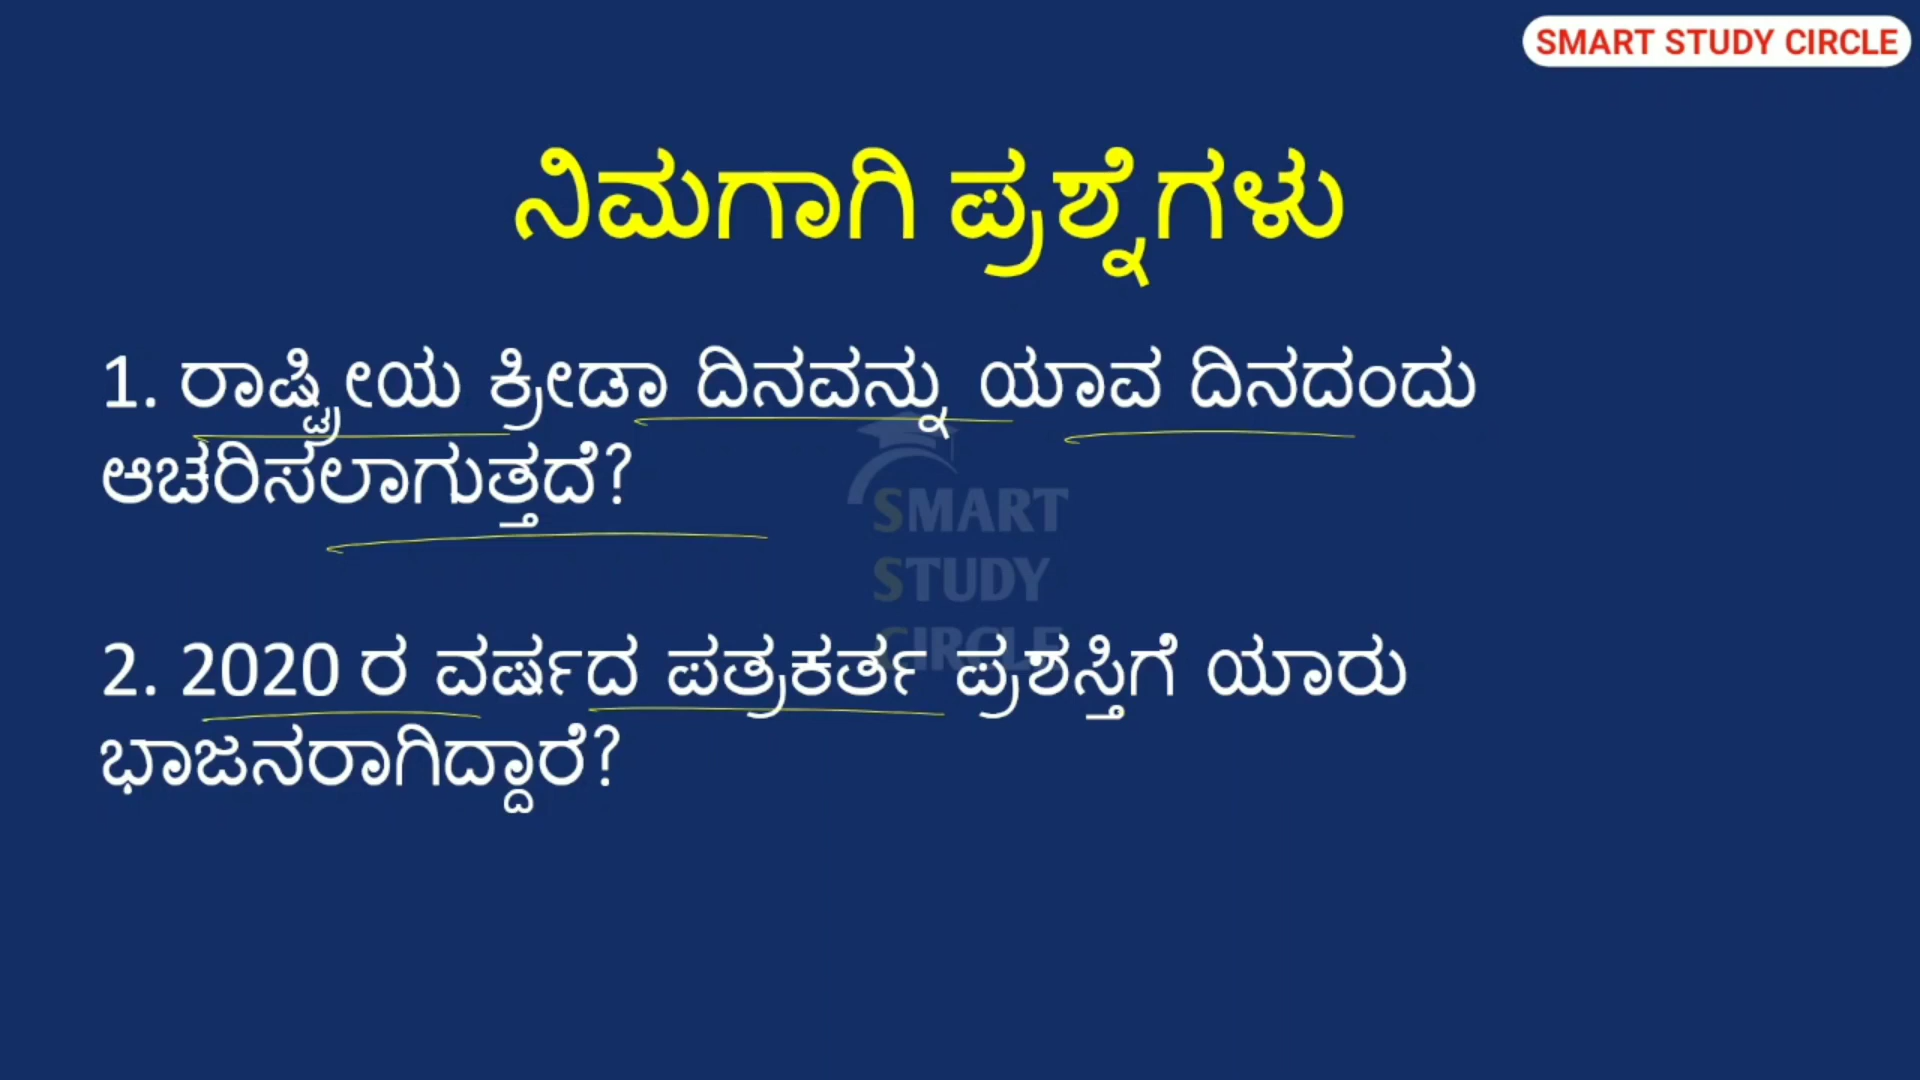 SMART STUDY CIRCLE
ನಿಮಗಾಗಿ ಪ್ರಶ್ನೆಗಳು
1. ರಾಷ್ಟ್ರೀಯ ಕ್ರೀಡಾ ದಿನವನ್ನು ಯಾವ ದಿನದಂದು
ಆಚರಿಸಲಾಗುತ್ತದೆ?
SMART
STUDY
CIRCLE
2. 2020 ರ ವರ್ಷದ ಪತ್ರಕರ್ತ ಪ್ರಶಸ್ತಿಗೆ ಯಾರು
ಭಾಜನರಾಗಿದ್ದಾರೆ?